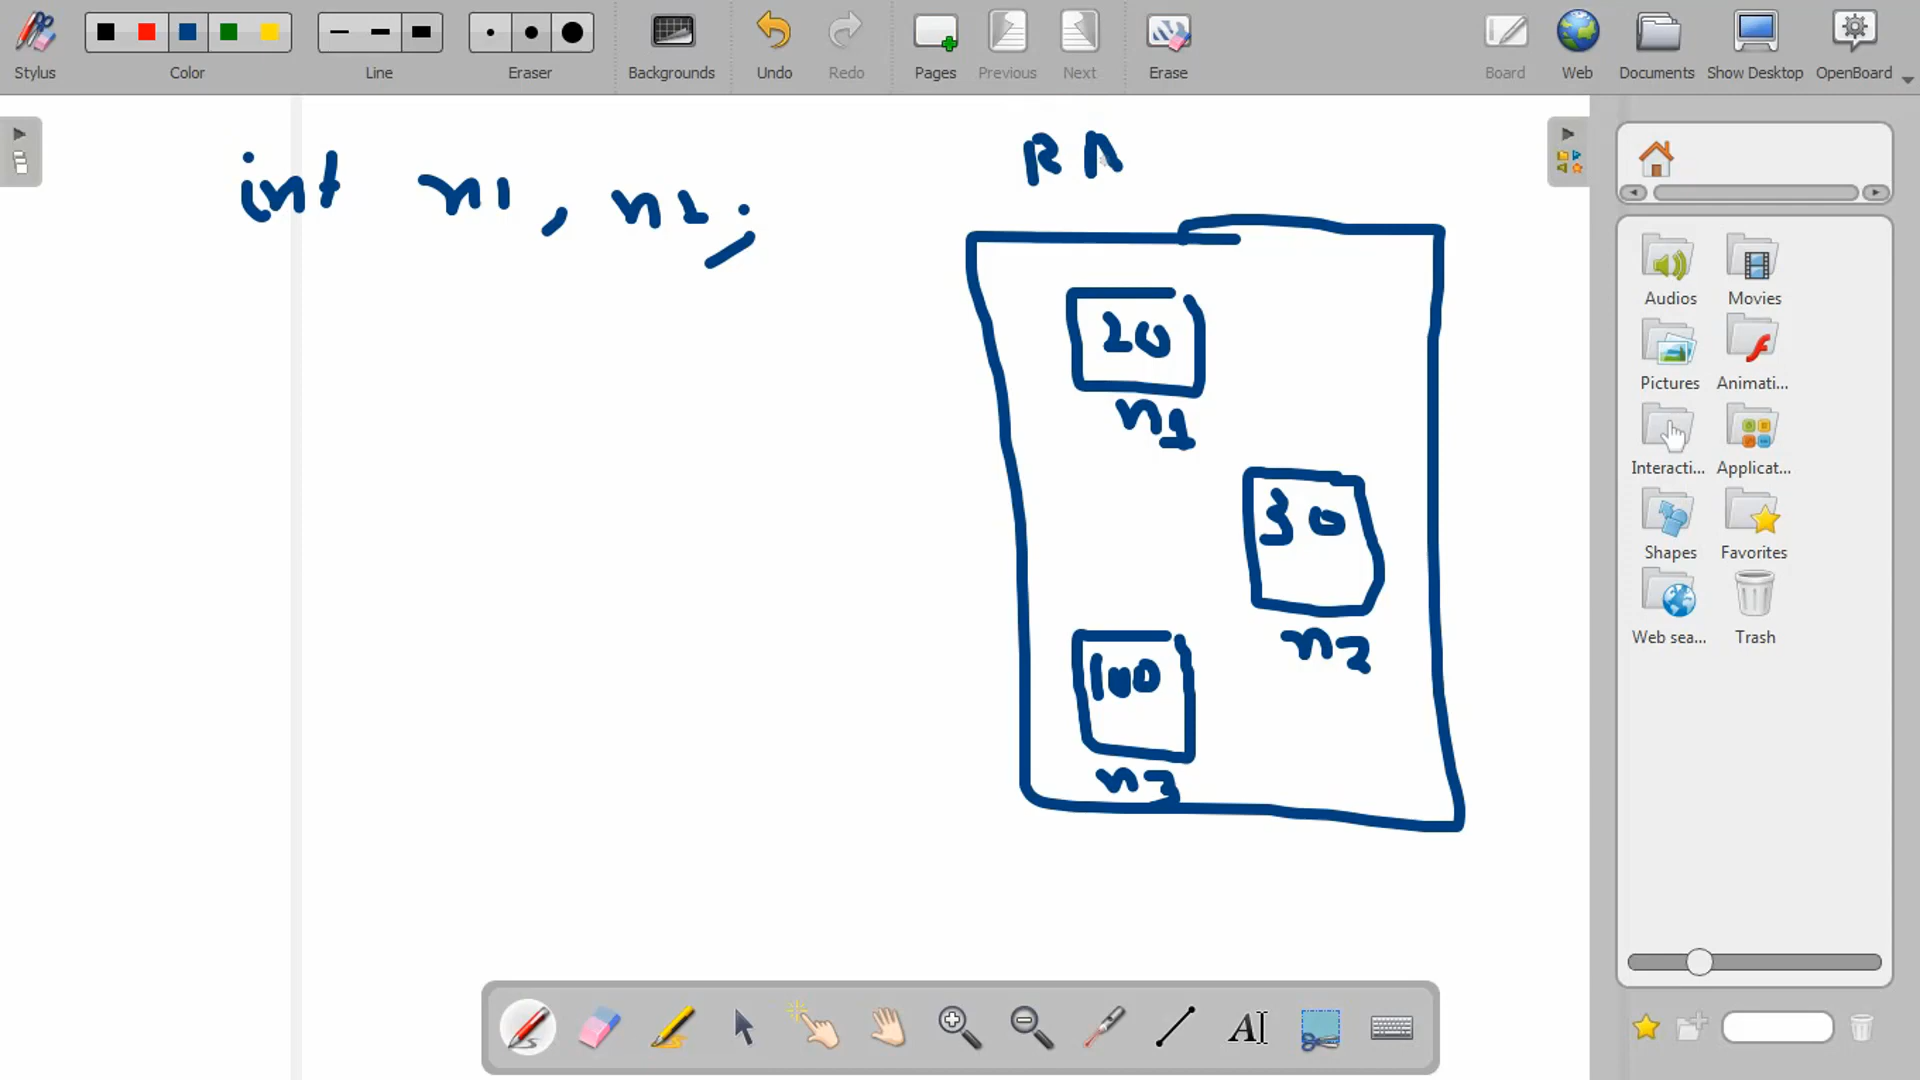 Stylus
Color
Line
Eraser
Backgrounds
Undo
Redo
Pages
Previous
Next
Erase
Board
Web
Documents
Show Desktop
OpenBoard
int n1, n2;
RA
20
n1
30
n2
100
n3
Audios
Movies
Pictures
Animati...
Interacti...
Applicat...
Shapes
Favorites
Web sea...
Trash